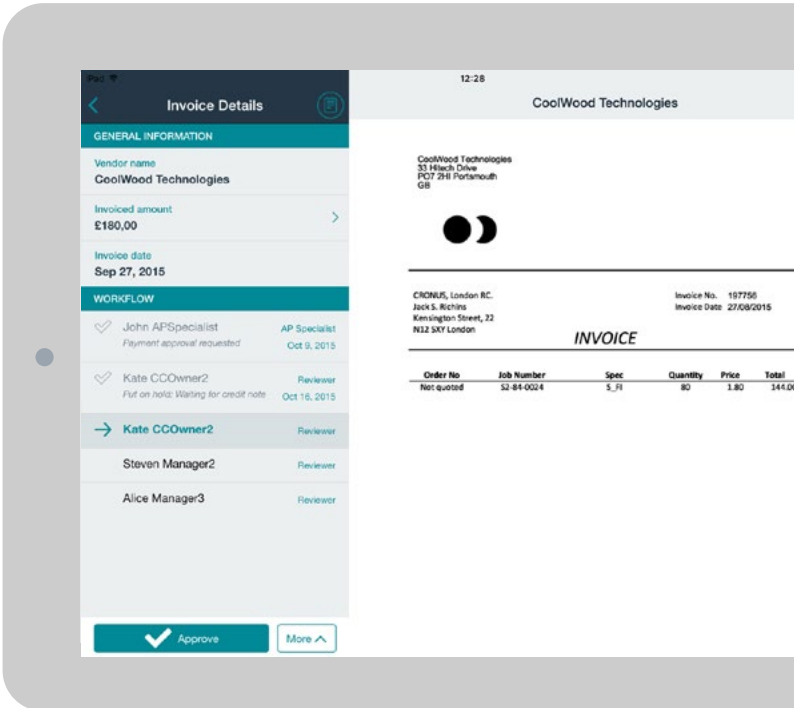 iPad
12:28
Invoice Details
CoolWood Technologies
GENERAL INFORMATION
Vendor name
CoolWood Technologies
Invoiced amount
£180,00
Invoice date
Sep 27, 2015
WORKFLOW
John APSpecialist AP Specialist
Payment approval requested Oct 9, 2015
Kate CCOwner2 Reviewer
Put on hold: Waiting for credit note Oct 16, 2015
Kate CCOwner2 Reviewer
Steven Manager2 Reviewer
Alice Manager3 Reviewer
Approve
More
CoolWood Technologies
33 Hitech Drive
PO7 2HI Portsmouth
GB
CRONUS, London RC.
Jack S. Richins
Kensington Street, 22
N12 5XY London
Invoice No. 197756
Invoice Date 27/08/2015
INVOICE
Order No Job Number Spec Quantity Price Total
Not quoted S2-84-0024 S_FI 80 1.80 144.00